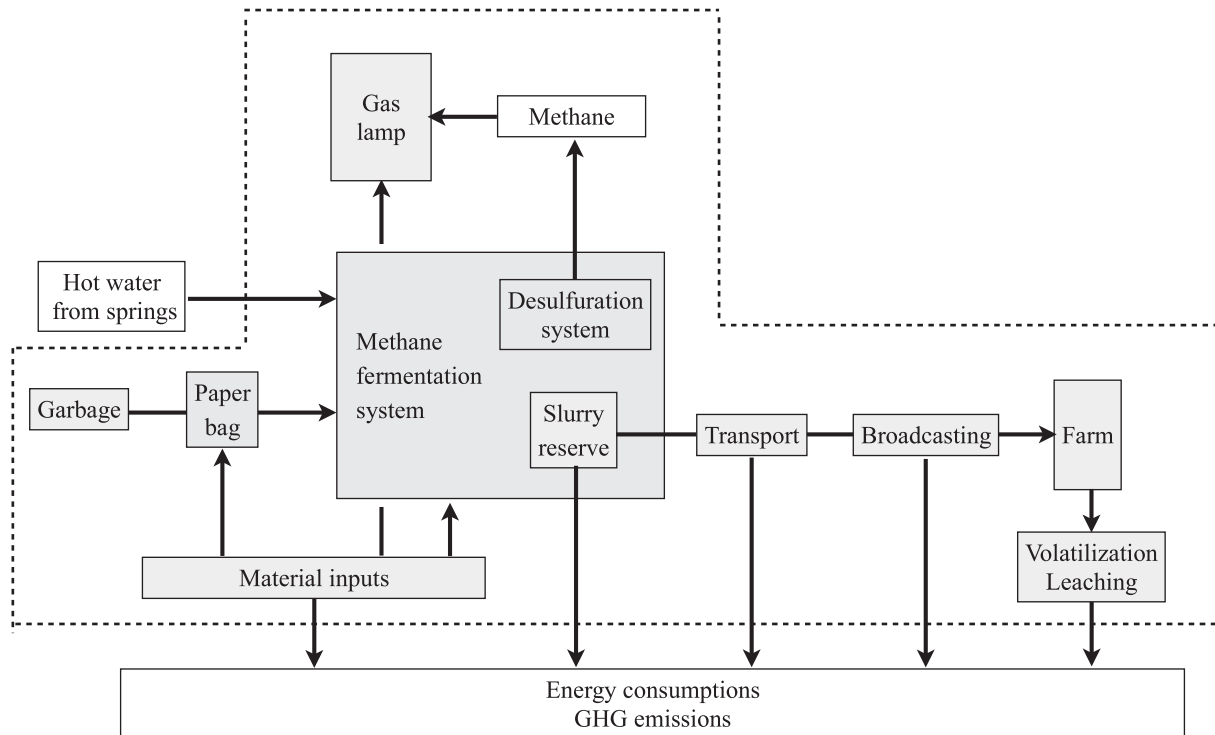 Gas
lamp
Methane
Hot water
from springs
Desulfuration
system
Methane
fermentation
system
Garbage
Paper
bag
Slurry
reserve
Transport
Broadcasting
Farm
Volatilization
Leaching
Material inputs
Energy consumptions
GHG emissions